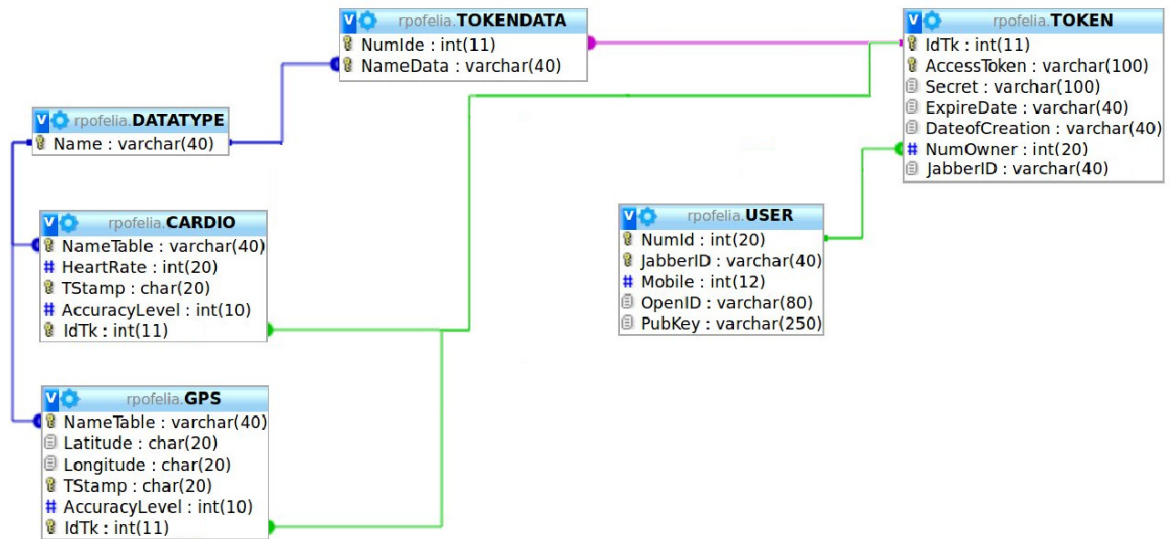 V rpofelia.TOKENDATA
NumIde : int(11)
NameData : varchar(40)
V rpofelia.TOKEN
IdTk : int(11)
AccessToken : varchar(100)
Secret : varchar(100)
ExpireDate : varchar(40)
DateofCreation : varchar(40)
# NumOwner : int(20)
JabberID : varchar(40)
V rpofelia.DATATYPE
Name : varchar(40)
V rpofelia.CARDIO
NameTable : varchar(40)
# HeartRate : int(20)
TStamp : char(20)
# AccuracyLevel : int(10)
IdTk : int(11)
V rpofelia.USER
NumId : int(20)
JabberID : varchar(40)
# Mobile : int(12)
OpenID : varchar(80)
PubKey : varchar(250)
V rpofelia.GPS
NameTable : varchar(40)
Latitude : char(20)
Longitude : char(20)
TStamp : char(20)
# AccuracyLevel : int(10)
IdTk : int(11)